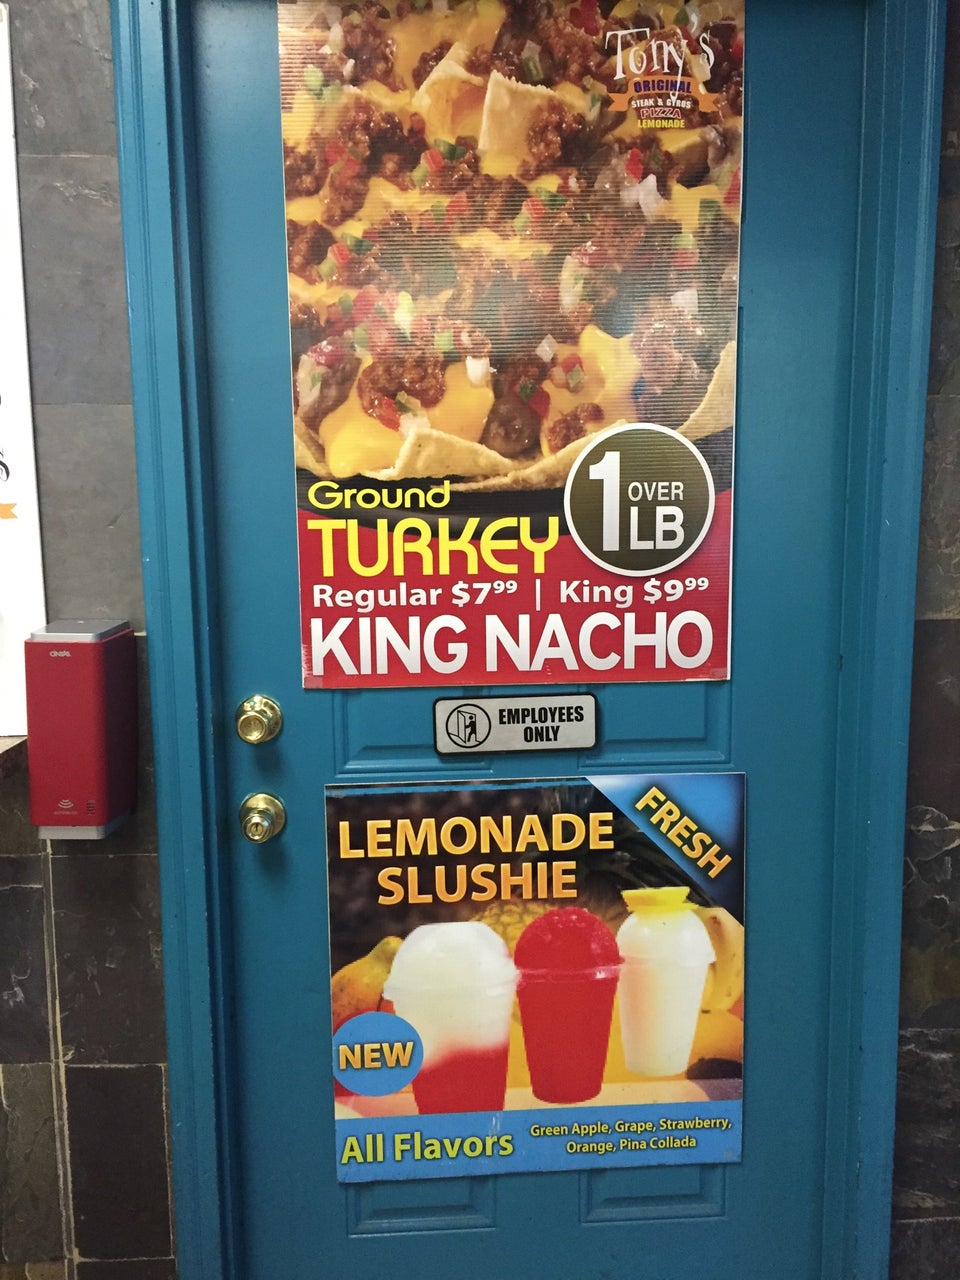 Tony's
ORIGINAL
STEAK & GYROS
PIZZA
LEMONADE
Ground
TURKEY
1 OVER
LB
Regular $7.99 | King $9.99
KING NACHO
EMPLOYEES
ONLY
FRESH
LEMONADE
SLUSHIE
NEW
All Flavors
Green Apple, Grape, Strawberry,
Orange, Pina Collada